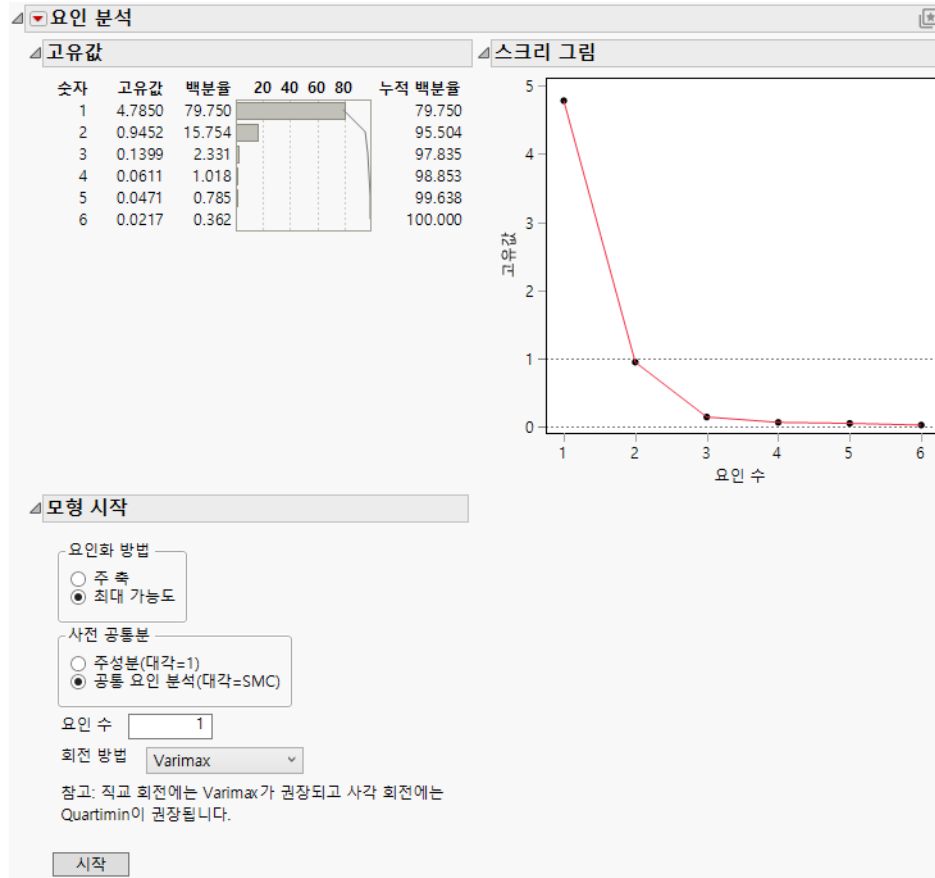 요인 분석
고유값
숫자 고유값 백분율 20 40 60 80 누적 백분율
1 4.7850 79.750 79.750
2 0.9452 15.754 95.504
3 0.1399 2.331 97.835
4 0.0611 1.018 98.853
5 0.0471 0.785 99.638
6 0.0217 0.362 100.000
스크리 그림
5
4
3
2
1
0
고유값
1 2 3 4 5 6
요인 수
모형 시작
요인화 방법
주 축
최대 가능도
사전 공통분
주성분(대각=1)
공통 요인 분석(대각=SMC)
요인 수 1
회전 방법 Varimax
참고: 직교 회전에는 Varimax가 권장되고 사각 회전에는
Quartimin이 권장됩니다.
시작